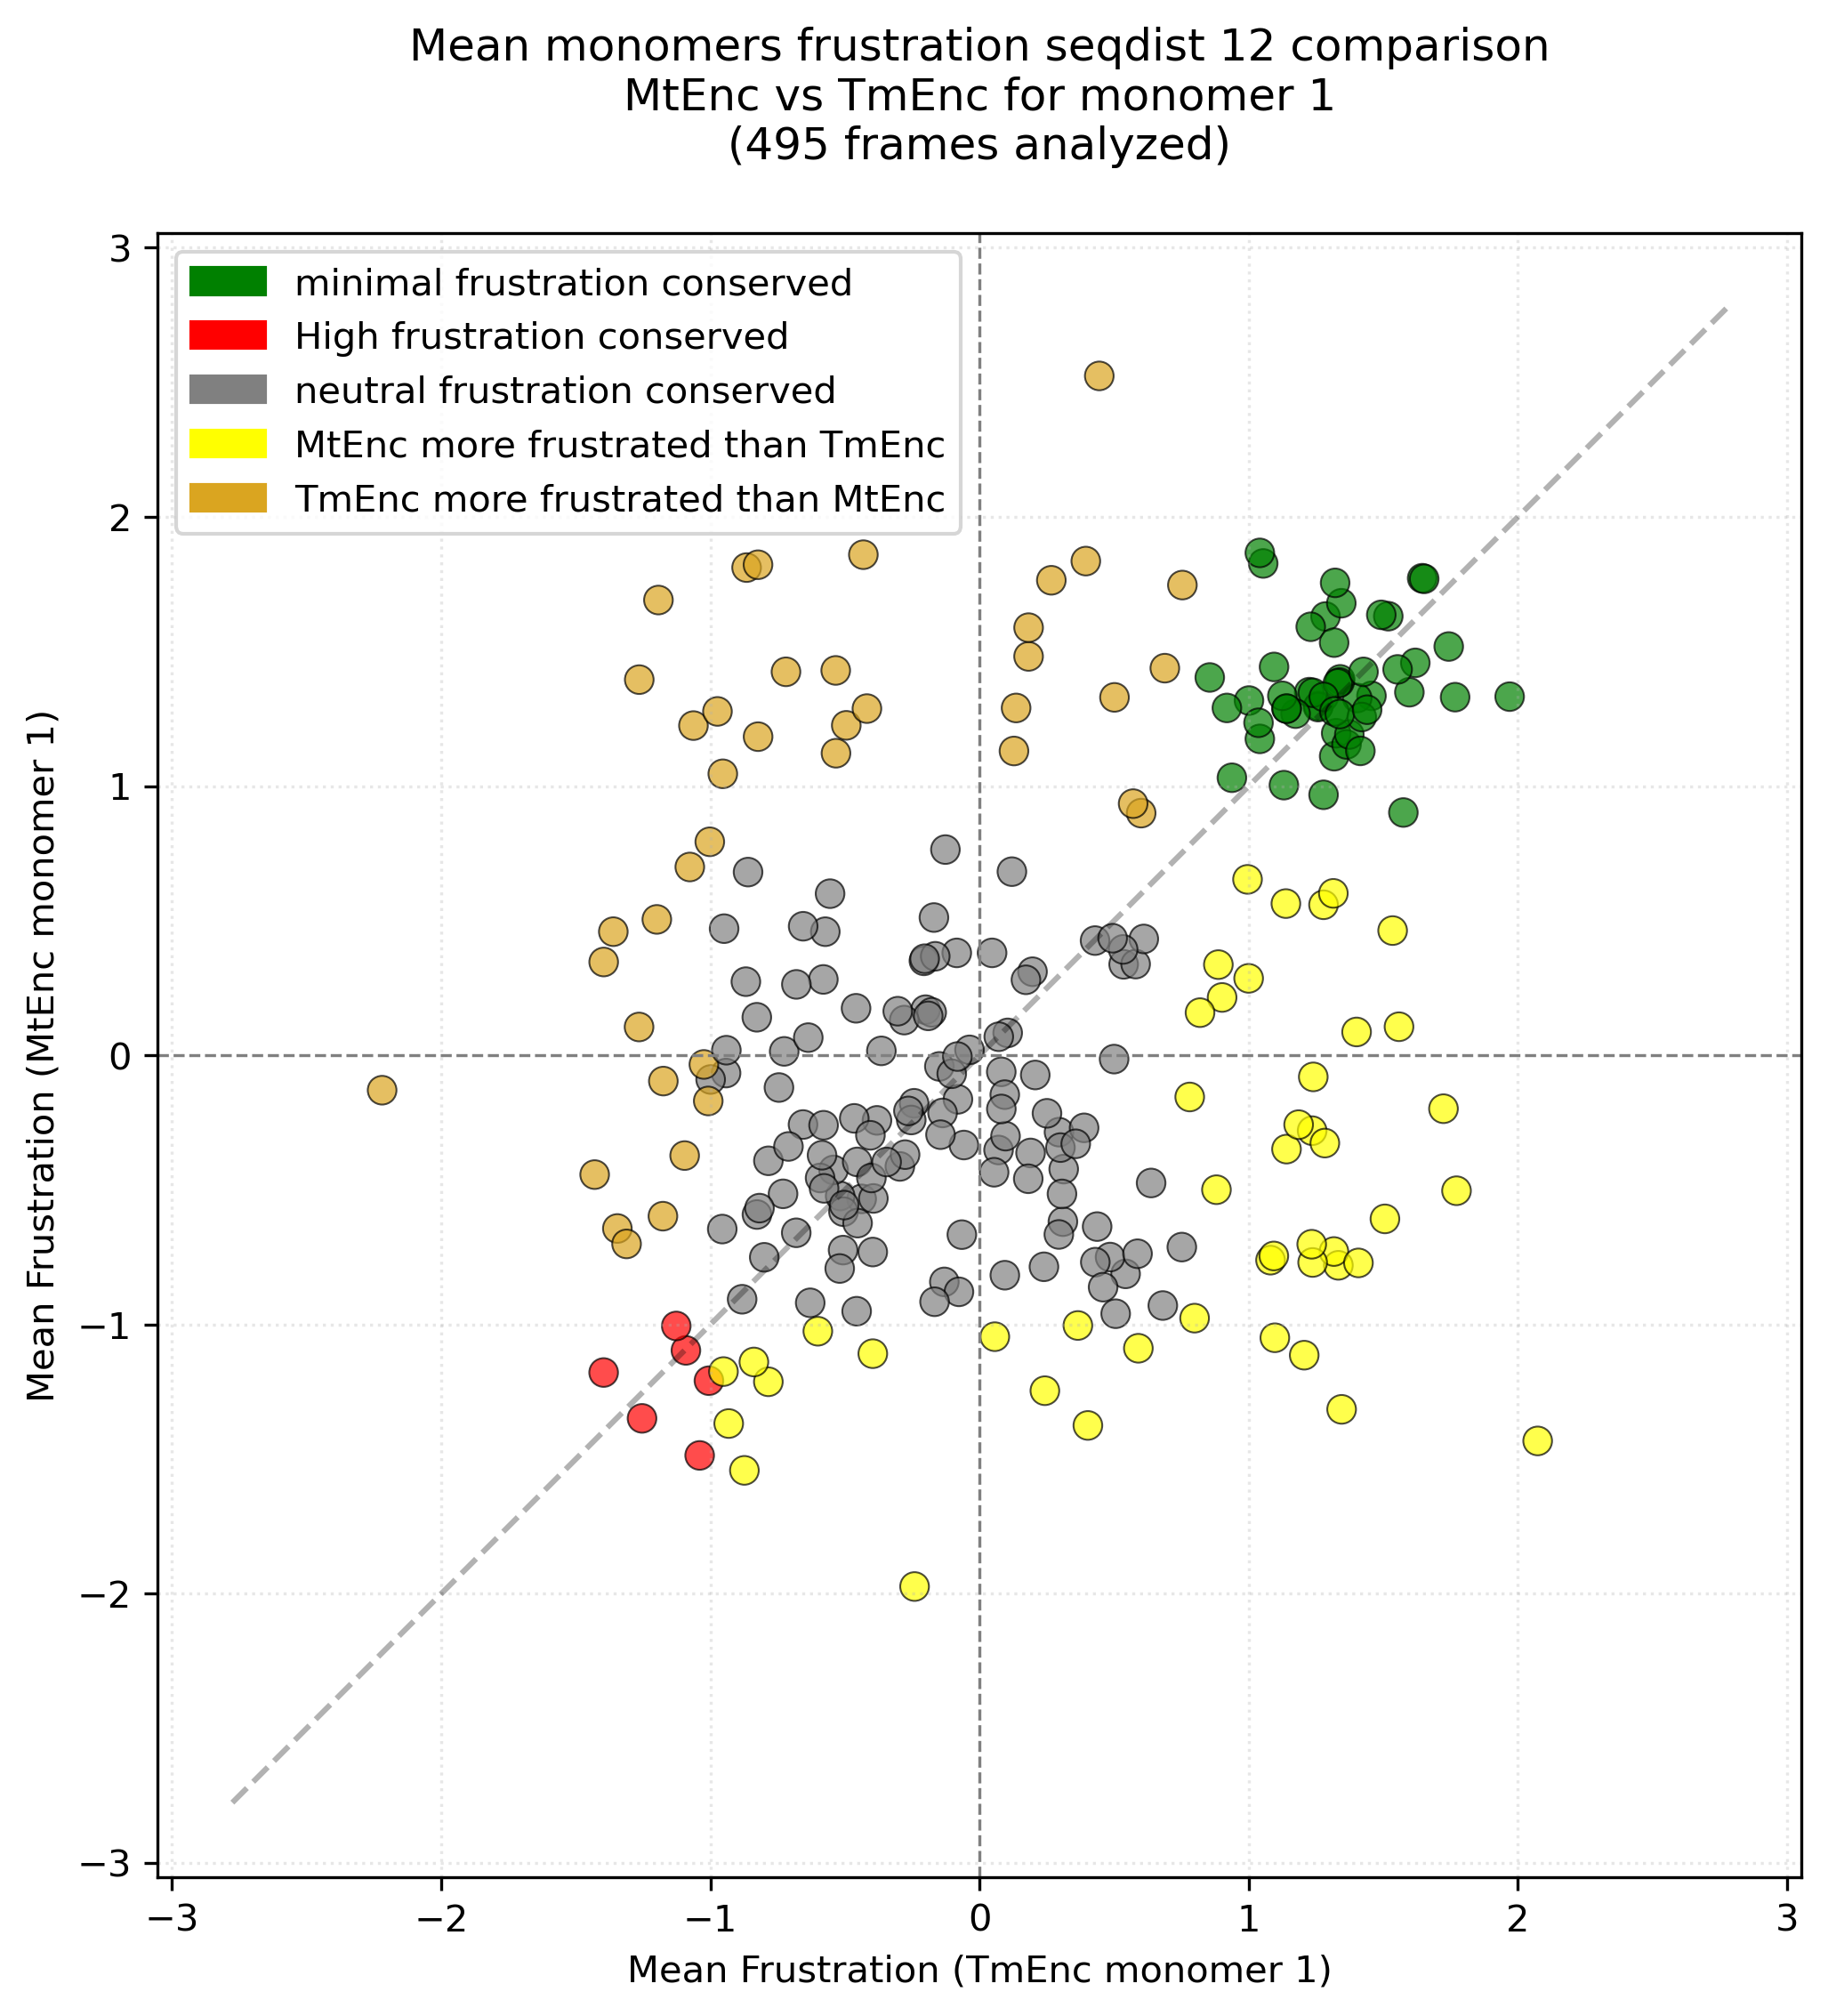 Mean monomers frustration seqdist 12 comparison
MtEnc vs TmEnc for monomer 1
(495 frames analyzed)
minimal frustration conserved
High frustration conserved
neutral frustration conserved
MtEnc more frustrated than TmEnc
TmEnc more frustrated than MtEnc
Mean Frustration (MtEnc monomer 1)
3
2
1
0
−1
−2
−3
−3
−2
−1
0
1
2
3
Mean Frustration (TmEnc monomer 1)